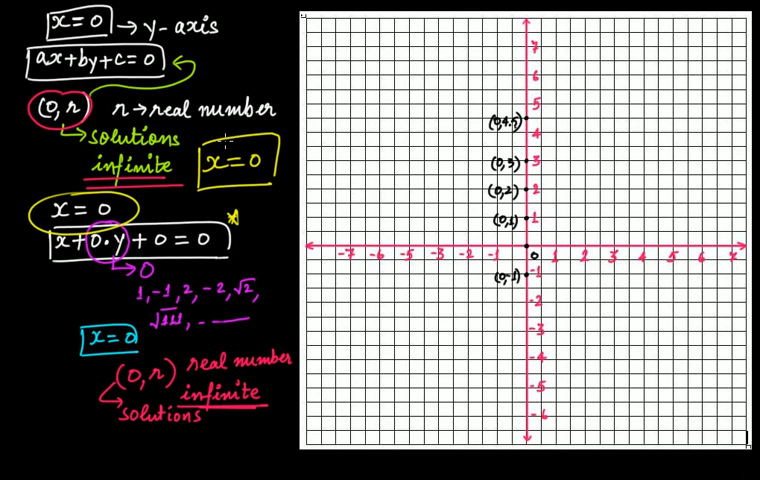 x=0 → y-axis
ax+by+c=0
(0,r) r→real number
→solutions
infinite
x=0
x=0
x+0·y+0=0
→0
1,-1,2,-2,√2,
x=0
(0,r) real number
infinite
→solutions
7
6
5
(0,4.5)
4
(0,3) 3
(0,2) 2
(0,1) 1
-7 -6 -5 -4 -3 -2 -1 0 1 2 3 4 5 6 7
(0,-1) -1
-2
-3
-4
-5
-6